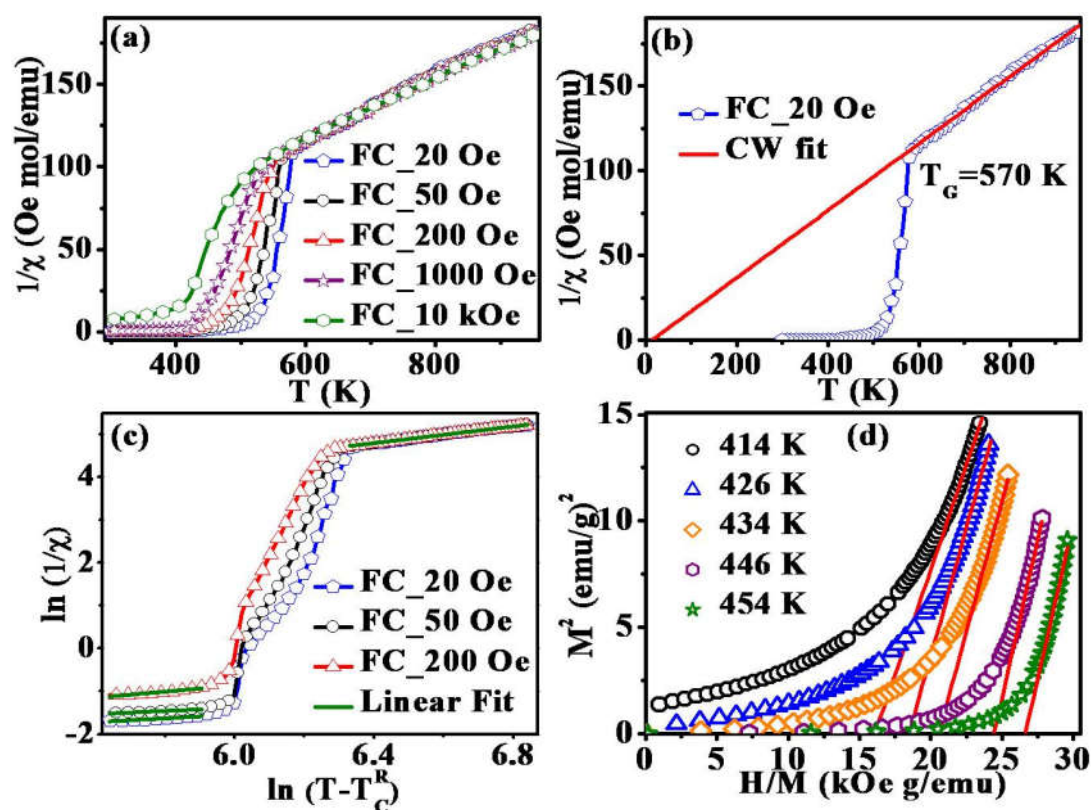 (a)
1/χ (Oe mol/emu)
150
100
50
0
FC_20 Oe
FC_50 Oe
FC_200 Oe
FC_1000 Oe
FC_10 kOe
400 600 800
T (K)
(b)
1/χ (Oe mol/emu)
150
100
50
0
FC_20 Oe
CW fit
T_G=570 K
0 200 400 600 800
T (K)
(c)
ln (1/χ)
4
0
-2
FC_20 Oe
FC_50 Oe
FC_200 Oe
Linear Fit
6.0 6.4 6.8
ln (T-T_C^R)
(d)
M² (emu/g)²
15
10
5
0
414 K
426 K
434 K
446 K
454 K
0 5 10 15 20 25 30
H/M (kOe g/emu)